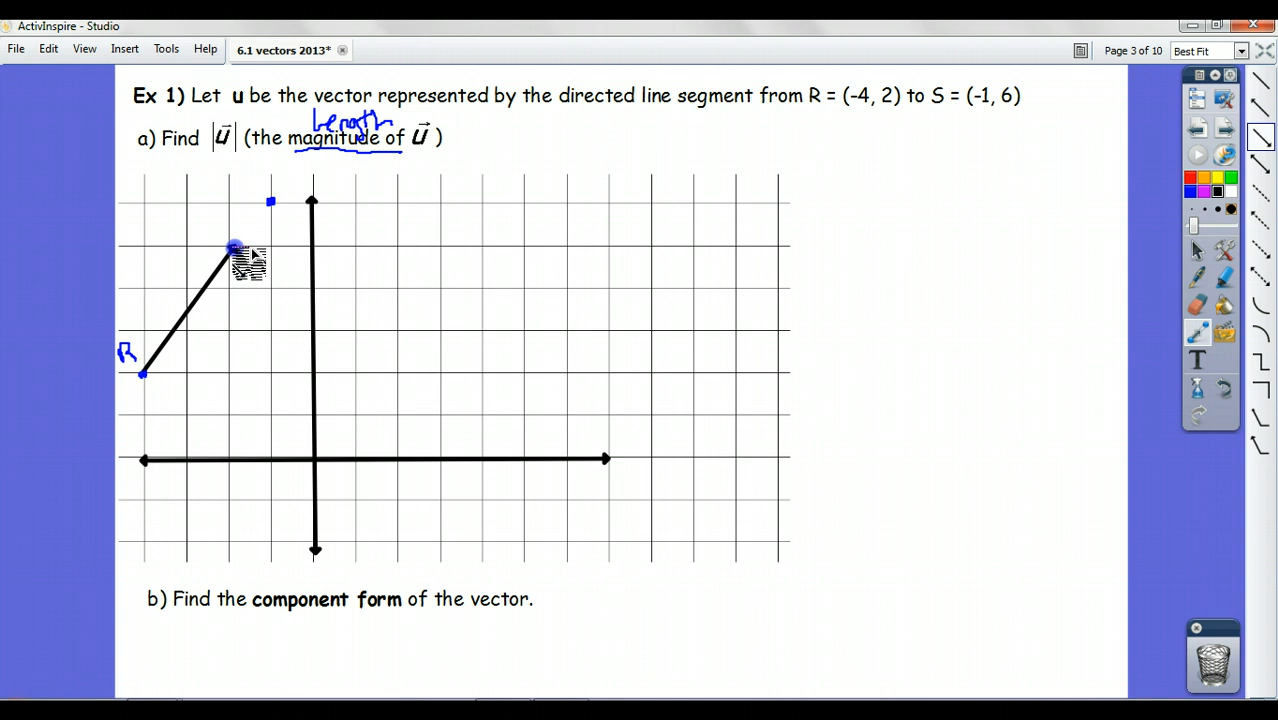 ActivInspire - Studio
File Edit View Insert Tools Help 6.1 vectors 2013* Page 3 of 10 Best Fit
Ex 1) Let u be the vector represented by the directed line segment from R = (-4, 2) to S = (-1, 6)
Length
a) Find |u⃗| (the magnitude of u⃗ )
R
b) Find the component form of the vector.
T